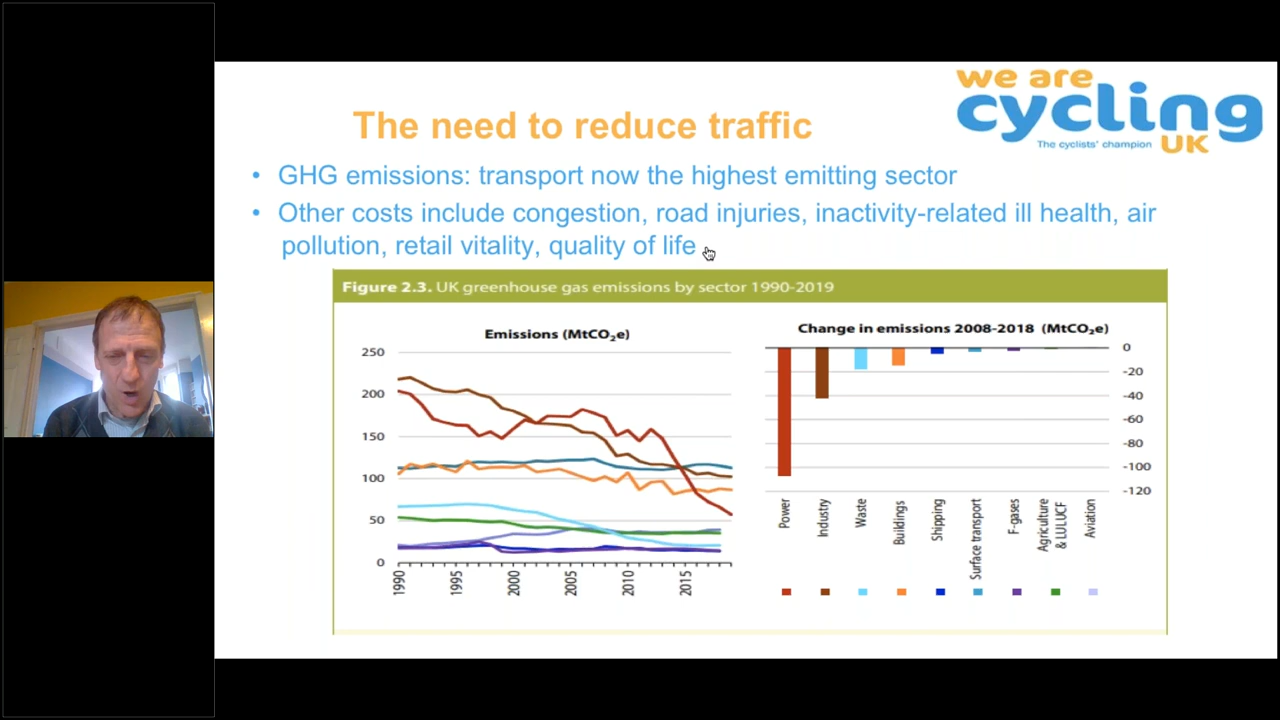 we are
cycling
The cyclists' champion UK
The need to reduce traffic
• GHG emissions: transport now the highest emitting sector
• Other costs include congestion, road injuries, inactivity-related ill health, air
pollution, retail vitality, quality of life
Figure 2.3. UK greenhouse gas emissions by sector 1990-2019
Emissions (MtCO₂e)
250
200
150
100
50
0
1990
1995
2000
2005
2010
2015
Change in emissions 2008-2018 (MtCO₂e)
0
-20
-40
-60
-80
-100
-120
Power
Industry
Waste
Buildings
Shipping
Surface transport
F-gases
Agriculture
& LULUCF
Aviation